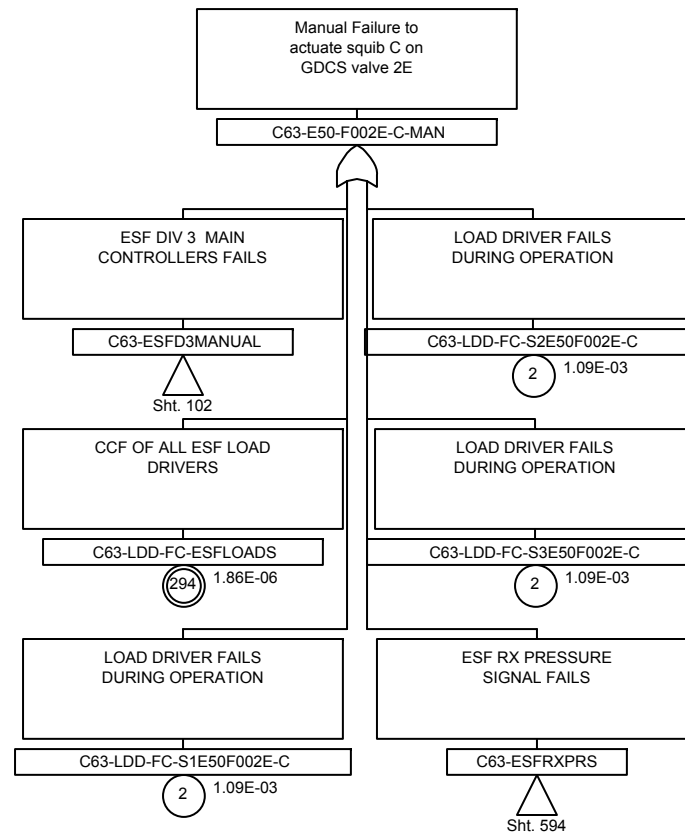 Manual Failure to
actuate squib C on
GDCS valve 2E
C63-E50-F002E-C-MAN
ESF DIV 3 MAIN
CONTROLLERS FAILS
C63-ESFD3MANUAL
Sht. 102
LOAD DRIVER FAILS
DURING OPERATION
C63-LDD-FC-S2E50F002E-C
2
1.09E-03
CCF OF ALL ESF LOAD
DRIVERS
C63-LDD-FC-ESFLOADS
294
1.86E-06
LOAD DRIVER FAILS
DURING OPERATION
C63-LDD-FC-S3E50F002E-C
2
1.09E-03
LOAD DRIVER FAILS
DURING OPERATION
C63-LDD-FC-S1E50F002E-C
2
1.09E-03
ESF RX PRESSURE
SIGNAL FAILS
C63-ESFRXPRS
Sht. 594